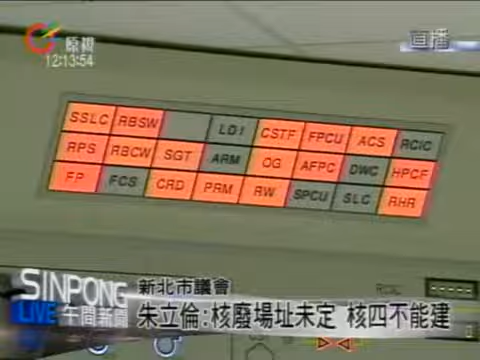 原視
直播
12:13:54
SSLC RBSW LDI CSTF FPCU ACS RCIC
RPS RBCW SGT ARM OG AFPC DWC HPCF
FP FCS CRD PRM RW SPCU SLC RHR
SINPONG
新北市議會
LIVE 午間新聞
朱立倫:核廢場址未定 核四不能建